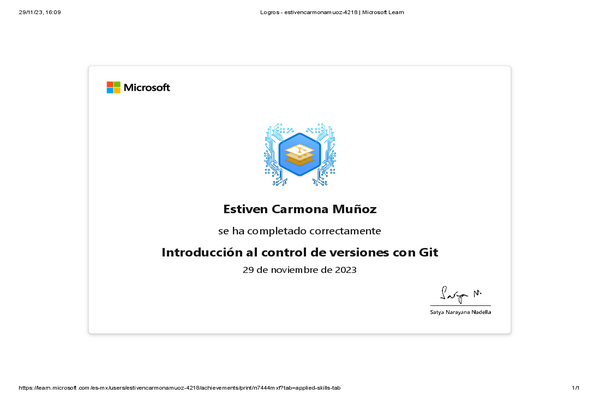 29/11/23, 16:09
Logros - estivencarmonamuoz-4218 | Microsoft Learn
Microsoft
Estiven Carmona Muñoz
se ha completado correctamente
Introducción al control de versiones con Git
29 de noviembre de 2023
Satya N.
Satya Narayana Nadella
https://learn.microsoft.com/es-mx/users/estivencarmonamuoz-4218/achievements/print/n7444mxf?tab=applied-skills-tab
1/1